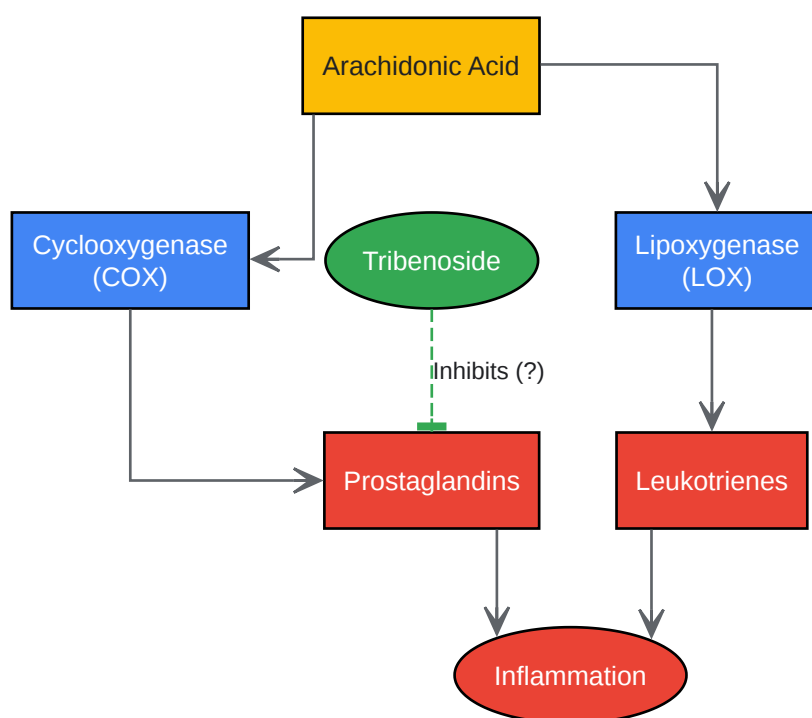 Arachidonic Acid
Cyclooxygenase
(COX)
Tribenoside
Lipoxygenase
(LOX)
Inhibits (?)
Prostaglandins
Leukotrienes
Inflammation